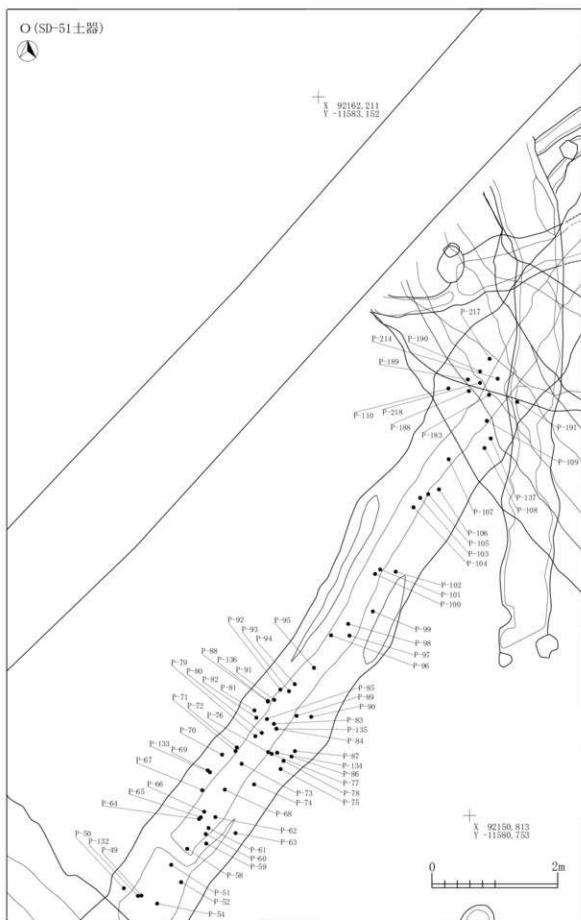 O (SD-51土器)
X 92162.211
Y -11583.152
P-217
P-190
P-214
P-189
P-110
P-218
P-188
P-183
P-191
P-109
P-137
P-108
P-107
P-106
P-105
P-103
P-104
P-102
P-101
P-100
P-99
P-98
P-97
P-96
P-95
P-92
P-93
P-94
P-91
P-88
P-136
P-79
P-80
P-82
P-81
P-71
P-72
P-76
P-70
P-85
P-89
P-90
P-83
P-135
P-84
P-133
P-69
P-67
P-87
P-134
P-86
P-77
P-78
P-75
P-66
P-65
P-64
P-73
P-74
P-68
P-62
P-63
P-61
P-60
P-59
P-58
P-50
P-132
P-49
P-51
P-52
P-54
X 92150.813
Y -11580.753
0 2m